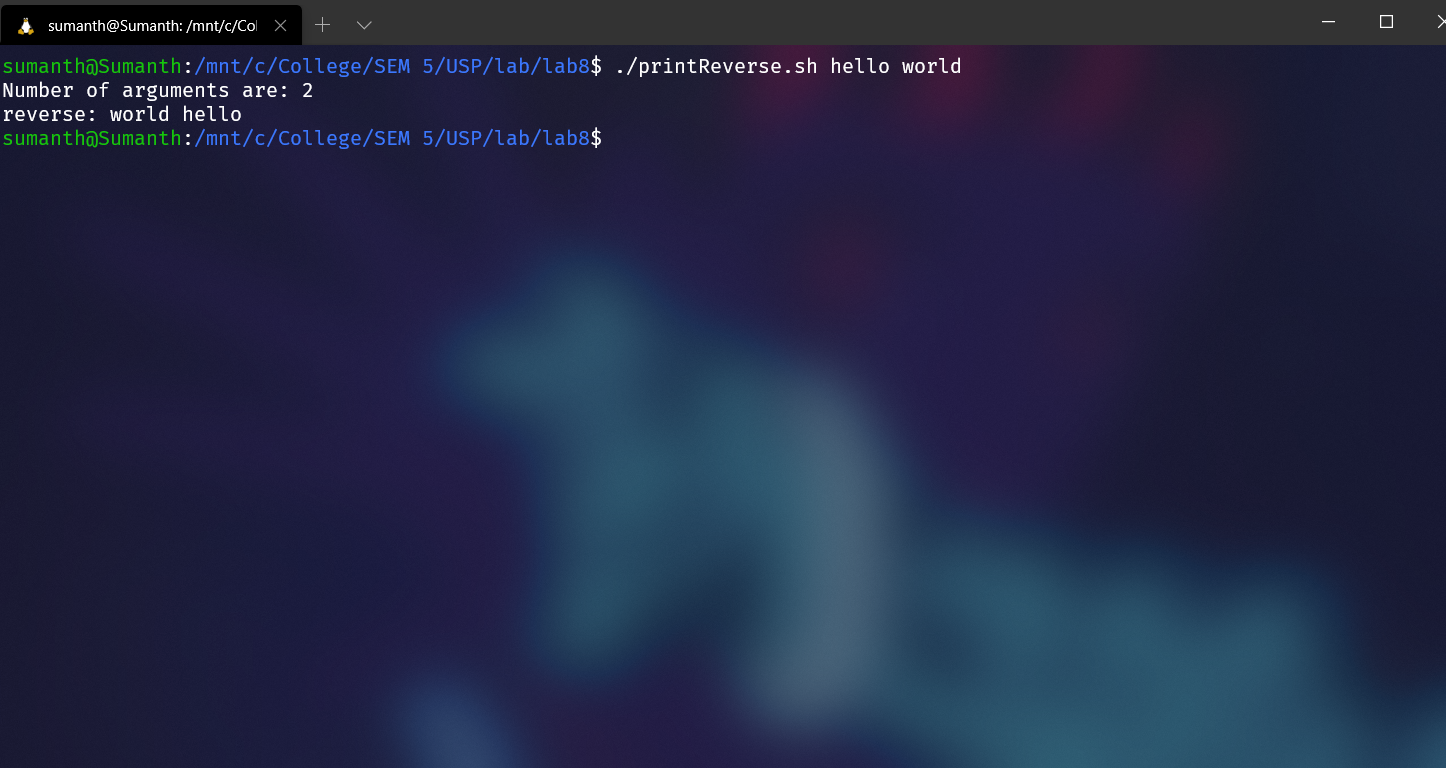 sumanth@Sumanth: /mnt/c/Co
sumanth@Sumanth:/mnt/c/College/SEM 5/USP/lab/lab8$ ./printReverse.sh hello world
Number of arguments are: 2
reverse: world hello
sumanth@Sumanth:/mnt/c/College/SEM 5/USP/lab/lab8$